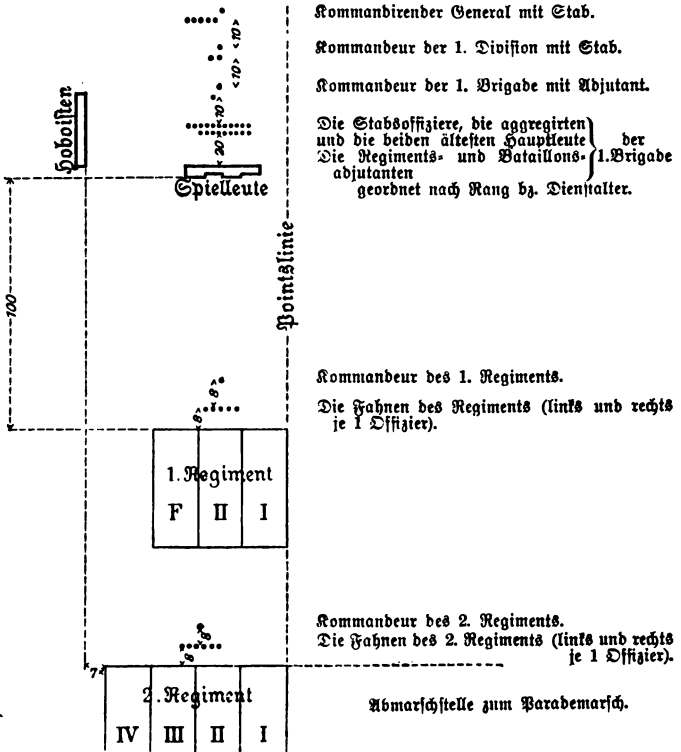 Kommandirender General mit Stab.
<10>
Kommandeur der 1. Division mit Stab.
<10>
Kommandeur der 1. Brigade mit Adjutant.
10>
Die Stabsoffiziere, die aggregirten
und die beiden ältesten Hauptleute
Die Regiments- und Bataillons-
adjutanten
der
1.Brigade
geordnet nach Rang bz. Dienstalter.
20
Hoboisten
Spielleute
Pointslinie
100
Kommandeur des 1. Regiments.
8>
Die Fahnen des Regiments (links und rechts
je 1 Offizier).
8>
1. Regiment
F II I
Kommandeur des 2. Regiments.
8
Die Fahnen des 2. Regiments (links und rechts
je 1 Offizier).
8
7
2. Regiment
Abmarschstelle zum Parademarsch.
IV III II I